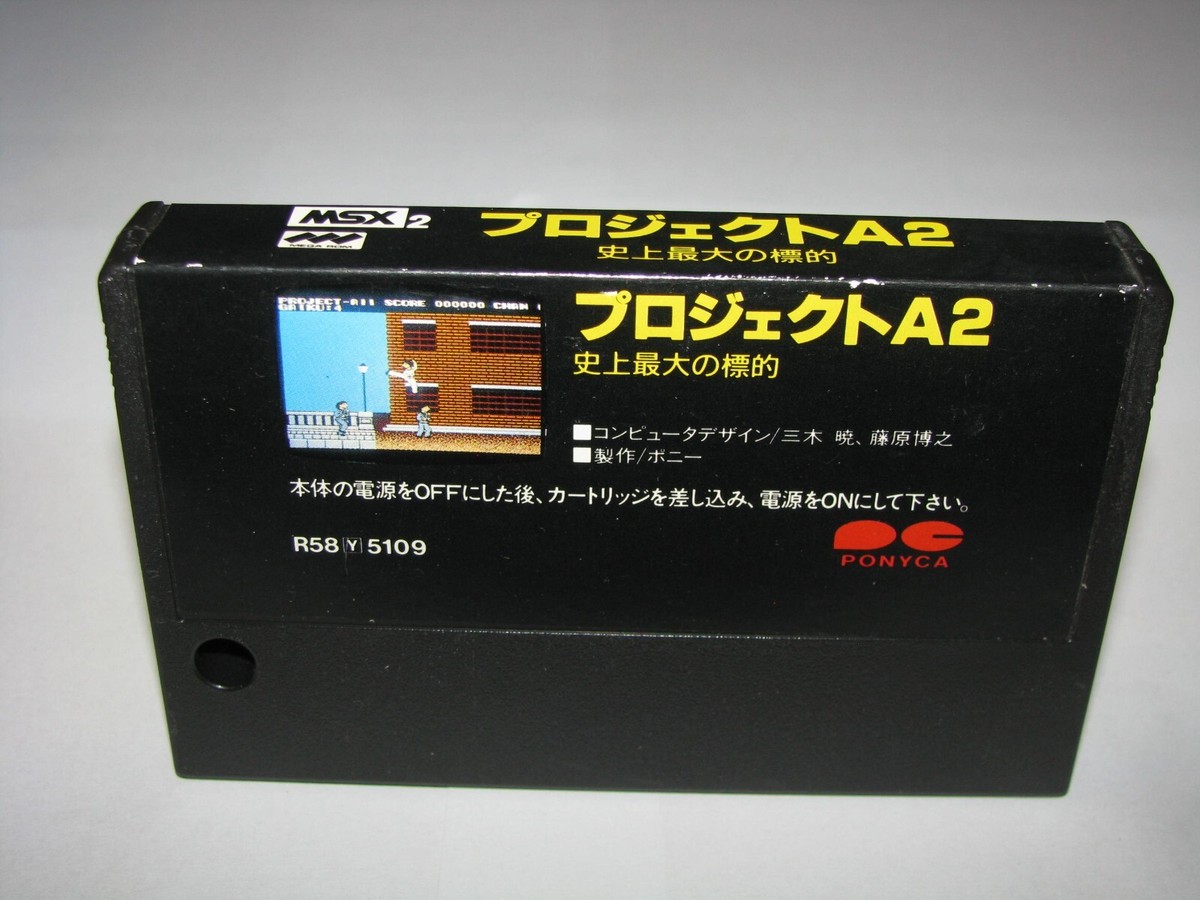 MSX 2
MEGA ROM
プロジェクトA2
史上最大の標的
PROJECT-AII SCORE 000000 CHAN
GAIKU:4
プロジェクトA2
史上最大の標的
■コンピュータデザイン/三木 暁、藤原博之
■製作/ポニー
本体の電源をOFFにした後、カートリッジを差し込み、電源をONにして下さい。
R58 Y 5109
PONYCA